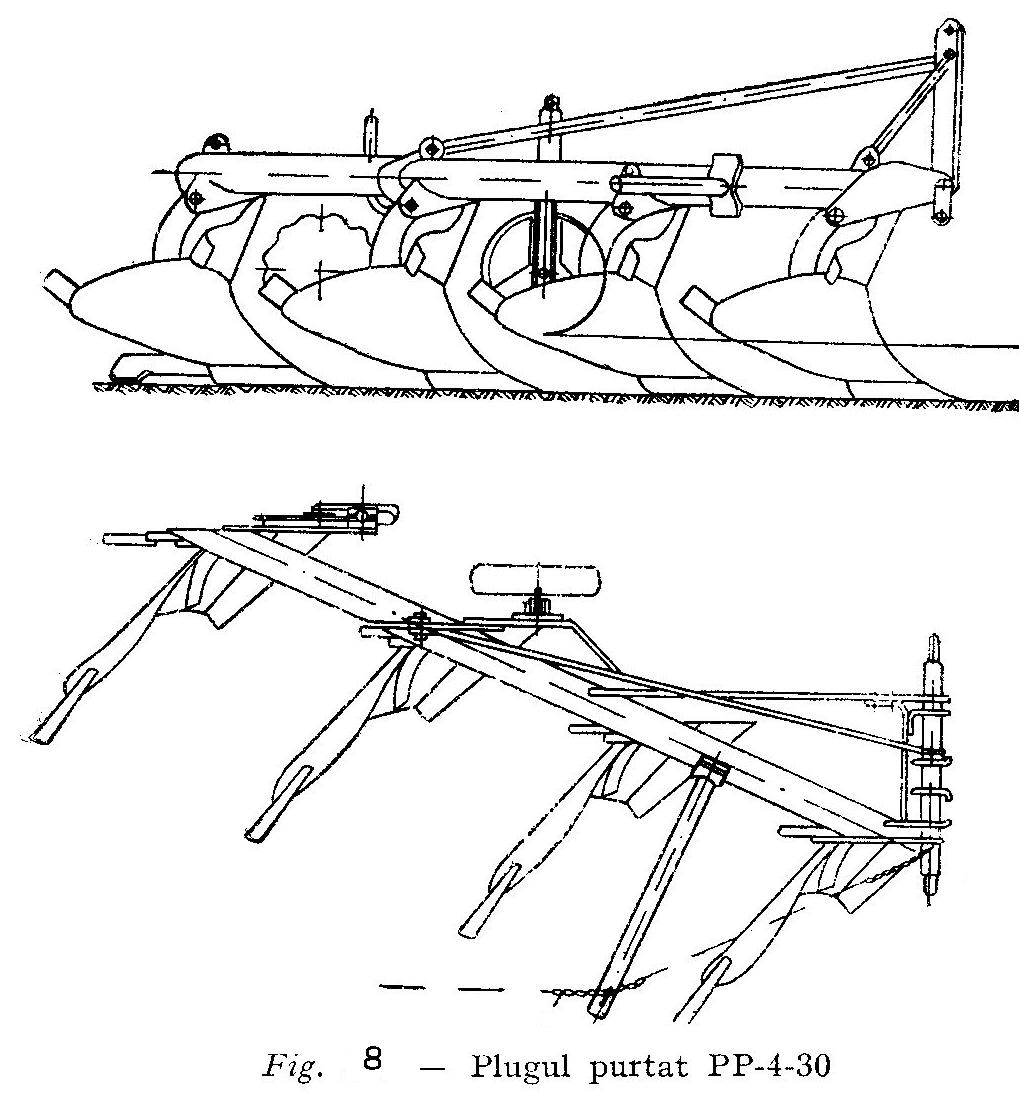 Fig. 8 — Plugul purtat PP-4-30